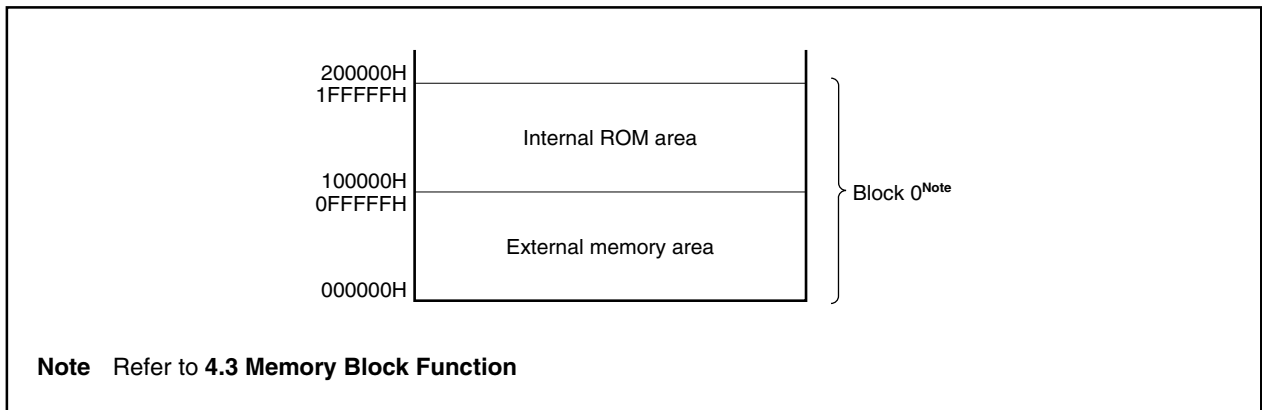 200000H
1FFFFFH
Internal ROM area
100000H
0FFFFFH
Block 0Note
External memory area
000000H
Note Refer to 4.3 Memory Block Function